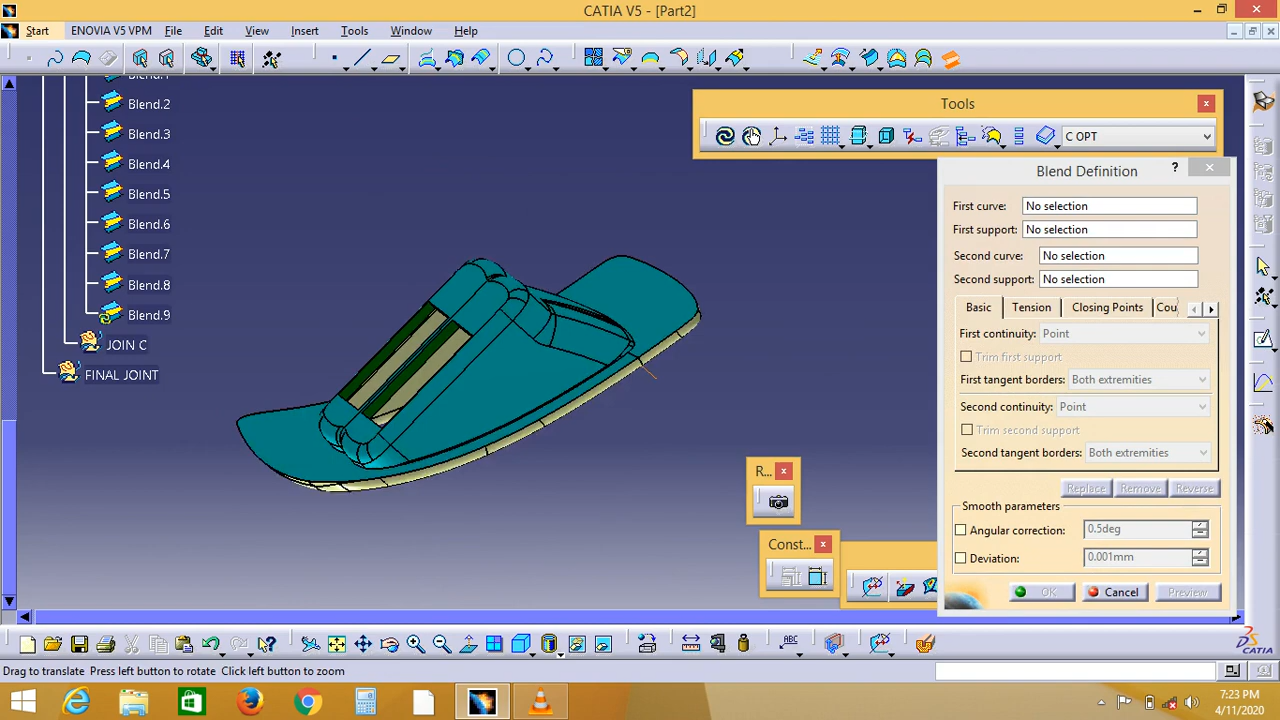 CATIA V5 - [Part2]
Start ENOVIA V5 VPM File Edit View Insert Tools Window Help
Blend.2
Blend.3
Blend.4
Blend.5
Blend.6
Blend.7
Blend.8
Blend.9
JOIN C
FINAL JOINT
Tools
C OPT
Blend Definition ?
First curve: No selection
First support: No selection
Second curve: No selection
Second support: No selection
Basic Tension Closing Points Cou
First continuity: Point
Trim first support
First tangent borders: Both extremities
Second continuity: Point
Trim second support
Second tangent borders: Both extremities
Replace Remove Reverse
Smooth parameters
Angular correction: 0.5deg
Deviation: 0.001mm
OK Cancel Preview
R...
Const...
ABC
CATIA
Drag to translate Press left button to rotate Click left button to zoom
7:23 PM
4/11/2020